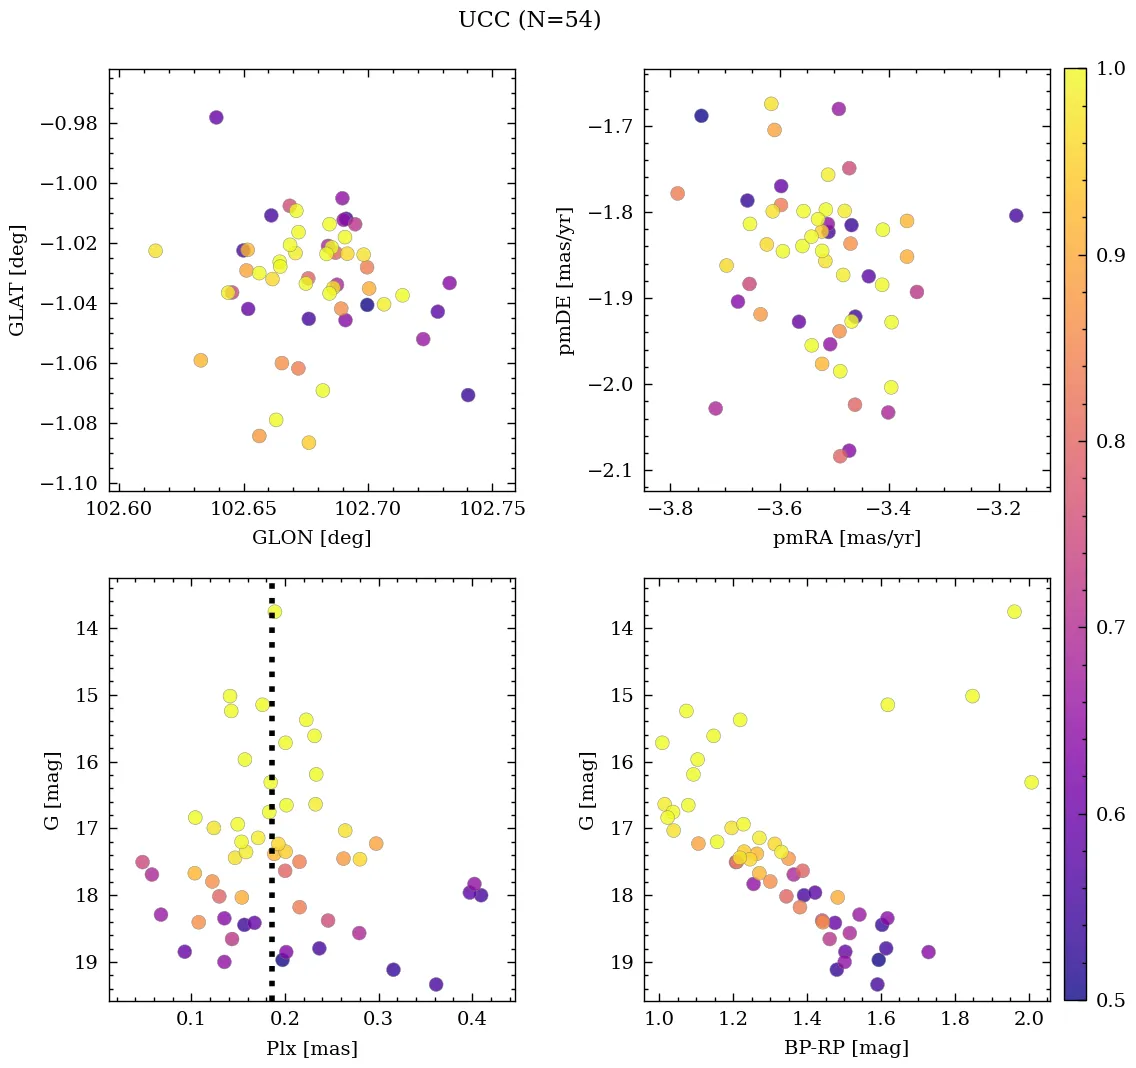 UCC (N=54)
−0.98
−1.00
−1.02
−1.04
−1.06
−1.08
−1.10
GLAT [deg]
102.60 102.65 102.70 102.75
GLON [deg]
−1.7
−1.8
−1.9
−2.0
−2.1
pmDE [mas/yr]
−3.8 −3.6 −3.4 −3.2
pmRA [mas/yr]
1.0
0.9
0.8
0.7
0.6
0.5
14
15
16
17
18
19
G [mag]
0.1 0.2 0.3 0.4
Plx [mas]
14
15
16
17
18
19
G [mag]
1.0 1.2 1.4 1.6 1.8 2.0
BP-RP [mag]